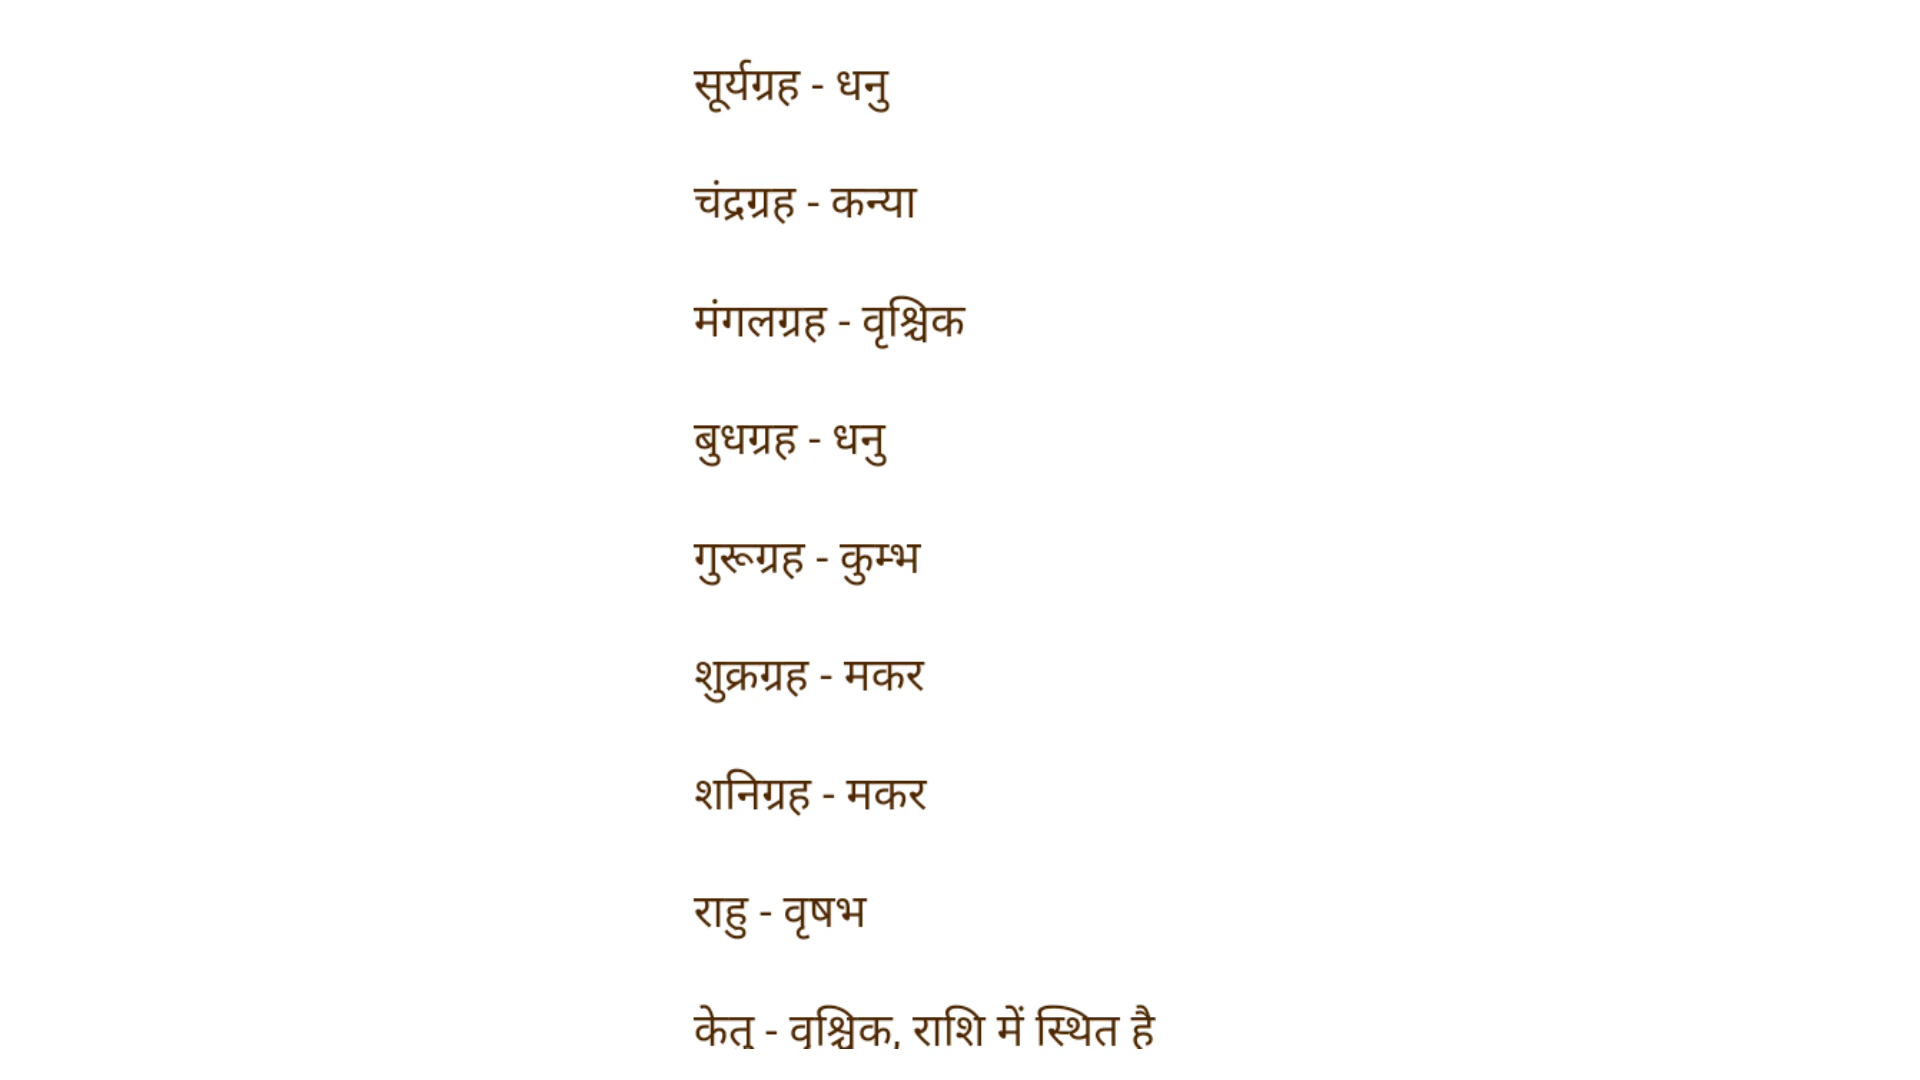 सूर्यग्रह - धनु
चंद्रग्रह - कन्या
मंगलग्रह - वृश्चिक
बुधग्रह - धनु
गुरूग्रह - कुम्भ
शुक्रग्रह - मकर
शनिग्रह - मकर
राहु - वृषभ
केतु - वृश्चिक, राशि में स्थित है